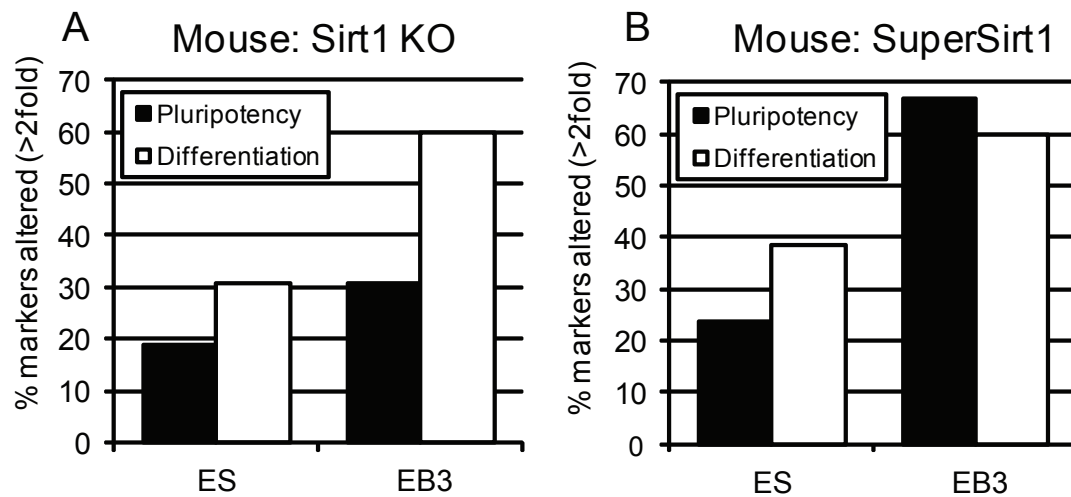 A
Mouse: Sirt1 KO
% markers altered (>2fold)
70
60
50
40
30
20
10
0
Pluripotency
Differentiation
ES
EB3
B
Mouse: SuperSirt1
% markers altered (>2fold)
70
60
50
40
30
20
10
0
Pluripotency
Differentiation
ES
EB3